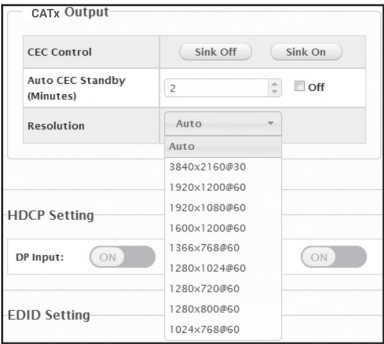 CATx Output
CEC Control Sink Off Sink On
Auto CEC Standby
(Minutes) 2 Off
Resolution Auto
Auto
3840x2160@30
1920x1200@60
1920x1080@60
1600x1200@60
1366x768@60
1280x1024@60
1280x720@60
1280x800@60
1024x768@60
HDCP Setting
DP Input: ON ON
EDID Setting